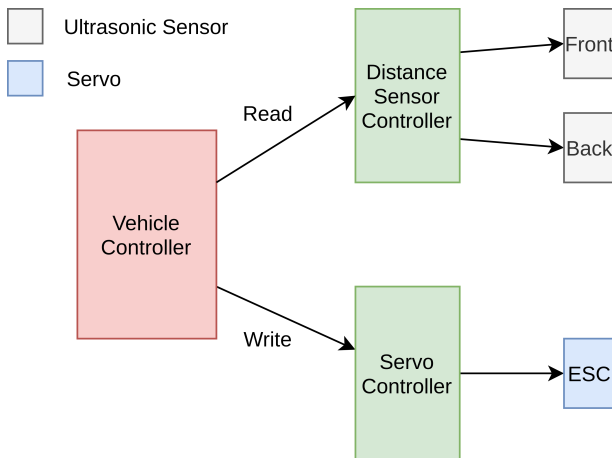 Ultrasonic Sensor
Servo
Read
Write
Vehicle
Controller
Distance
Sensor
Controller
Front
Back
Servo
Controller
ESC